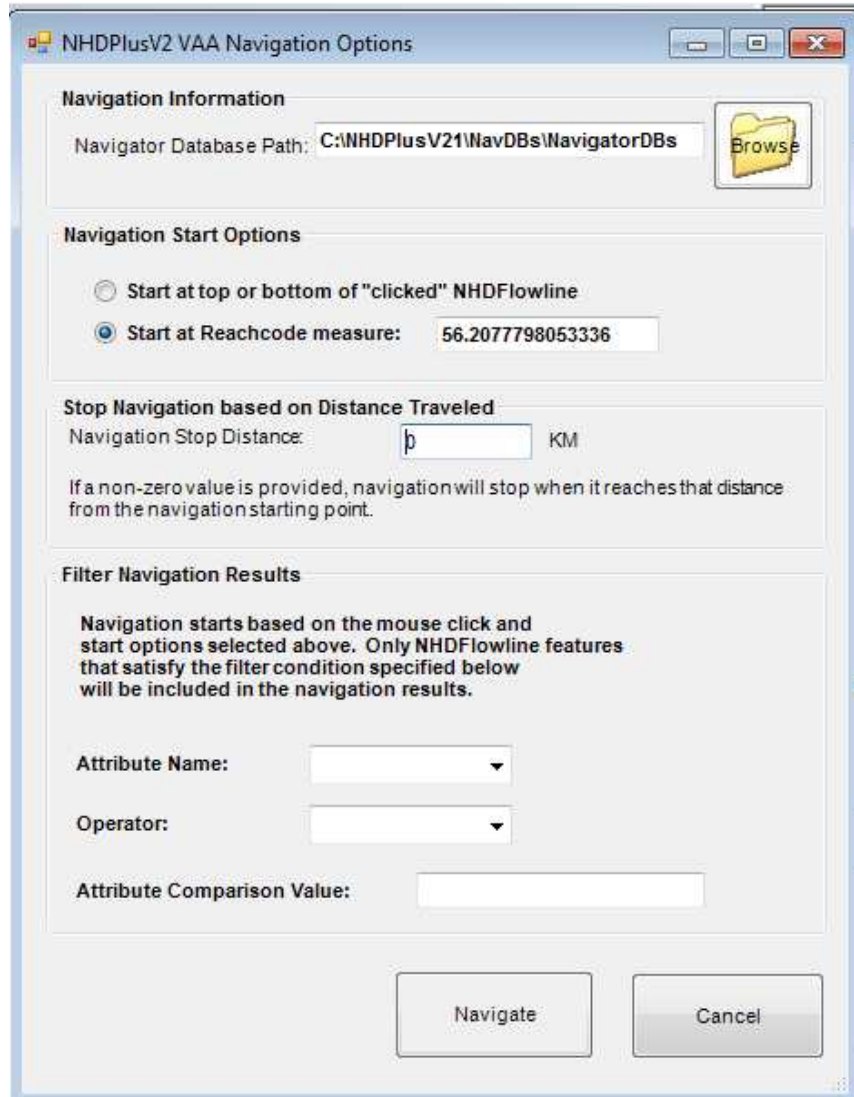 NHDPlusV2 VAA Navigation Options
Navigation Information
Navigator Database Path: C:\NHDPlusV21\NavDBs\NavigatorDBs
Browse
Navigation Start Options
Start at top or bottom of "clicked" NHDFlowline
Start at Reachcode measure: 56.2077798053336
Stop Navigation based on Distance Traveled
Navigation Stop Distance: 0 KM
If a non-zero value is provided, navigation will stop when it reaches that distance
from the navigation starting point.
Filter Navigation Results
Navigation starts based on the mouse click and
start options selected above. Only NHDFlowline features
that satisfy the filter condition specified below
will be included in the navigation results.
Attribute Name:
Operator:
Attribute Comparison Value:
Navigate Cancel